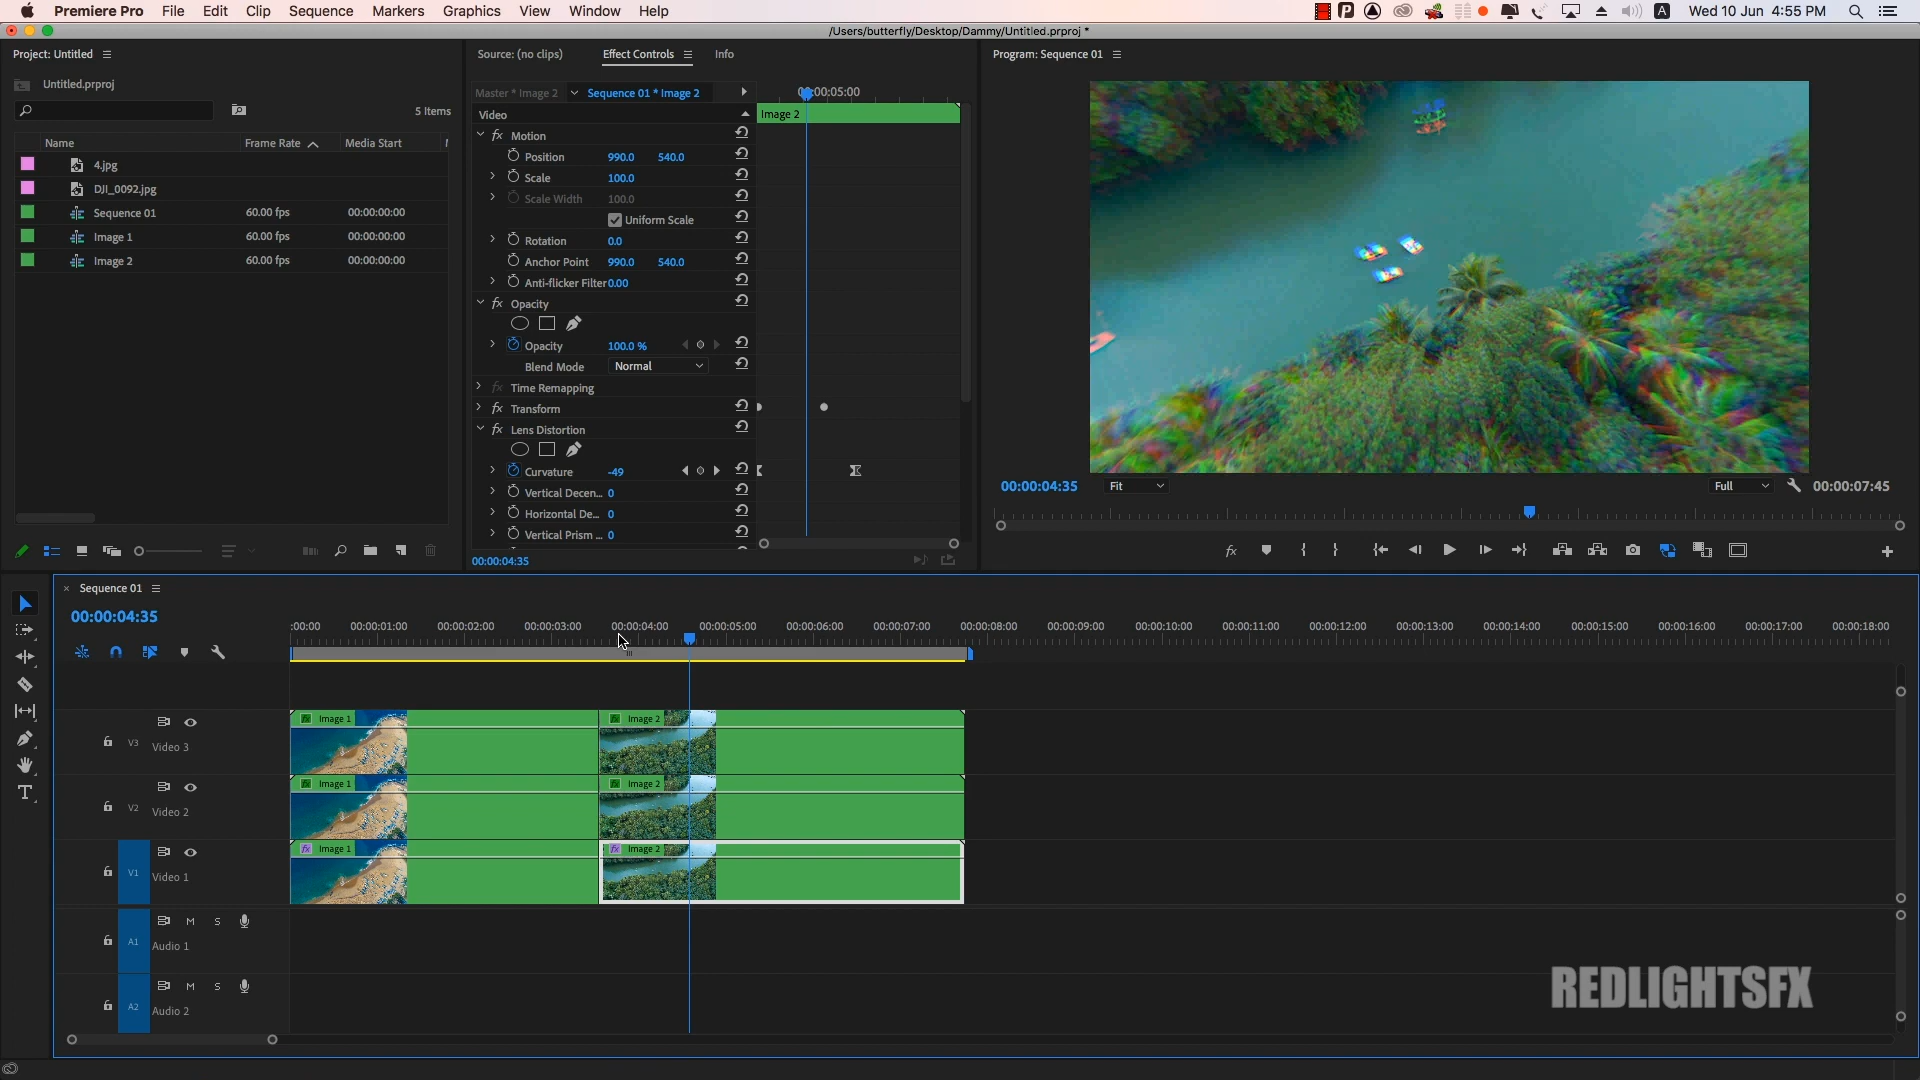 Premiere Pro File Edit Clip Sequence Markers Graphics View Window Help
A Wed 10 Jun 4:55 PM
/Users/butterfly/Desktop/Dammy/Untitled.prproj *
Project: Untitled
Untitled.prproj
5 Items
Name Frame Rate Media Start
4.jpg
DJI_0092.jpg
Sequence 01 60.00 fps 00:00:00:00
Image 1 60.00 fps 00:00:00:00
Image 2 60.00 fps 00:00:00:00
Source: (no clips) Effect Controls Info
Master * Image 2 Sequence 01 * Image 2
Video
00:00:05:00
Image 2
fx Motion
Position 990.0 540.0
Scale 100.0
Scale Width 100.0
Uniform Scale
Rotation 0.0
Anchor Point 990.0 540.0
Anti-flicker Filter 0.00
fx Opacity
Opacity 100.0 %
Blend Mode Normal
fx Time Remapping
fx Transform
fx Lens Distortion
Curvature -49
Vertical Decen... 0
Horizontal De... 0
Vertical Prism ... 0
00:00:04:35
Program: Sequence 01
00:00:04:35 Fit Full 00:00:07:45
fx
× Sequence 01
00:00:04:35
:00:00 00:00:01:00 00:00:02:00 00:00:03:00 00:00:04:00 00:00:05:00 00:00:06:00 00:00:07:00 00:00:08:00 00:00:09:00 00:00:10:00 00:00:11:00 00:00:12:00 00:00:13:00 00:00:14:00 00:00:15:00 00:00:16:00 00:00:17:00 00:00:18:00
V3 Video 3 fx Image 1 fx Image 2
V2 Video 2 fx Image 1 fx Image 2
V1 Video 1 fx Image 1 fx Image 2
A1 Audio 1 M S
A2 Audio 2 M S
REDLIGHTSFX